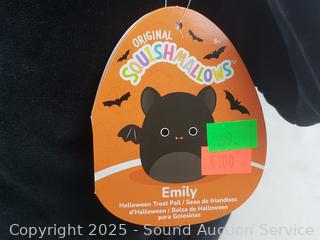 ORIGINAL
SQUISHMALLOWS
Emily
Halloween Treat Pail / Seau de friandises
d'Halloween / Bolsa de Halloween
para Golosinas
Copyright 2025 - Sound Auction Service